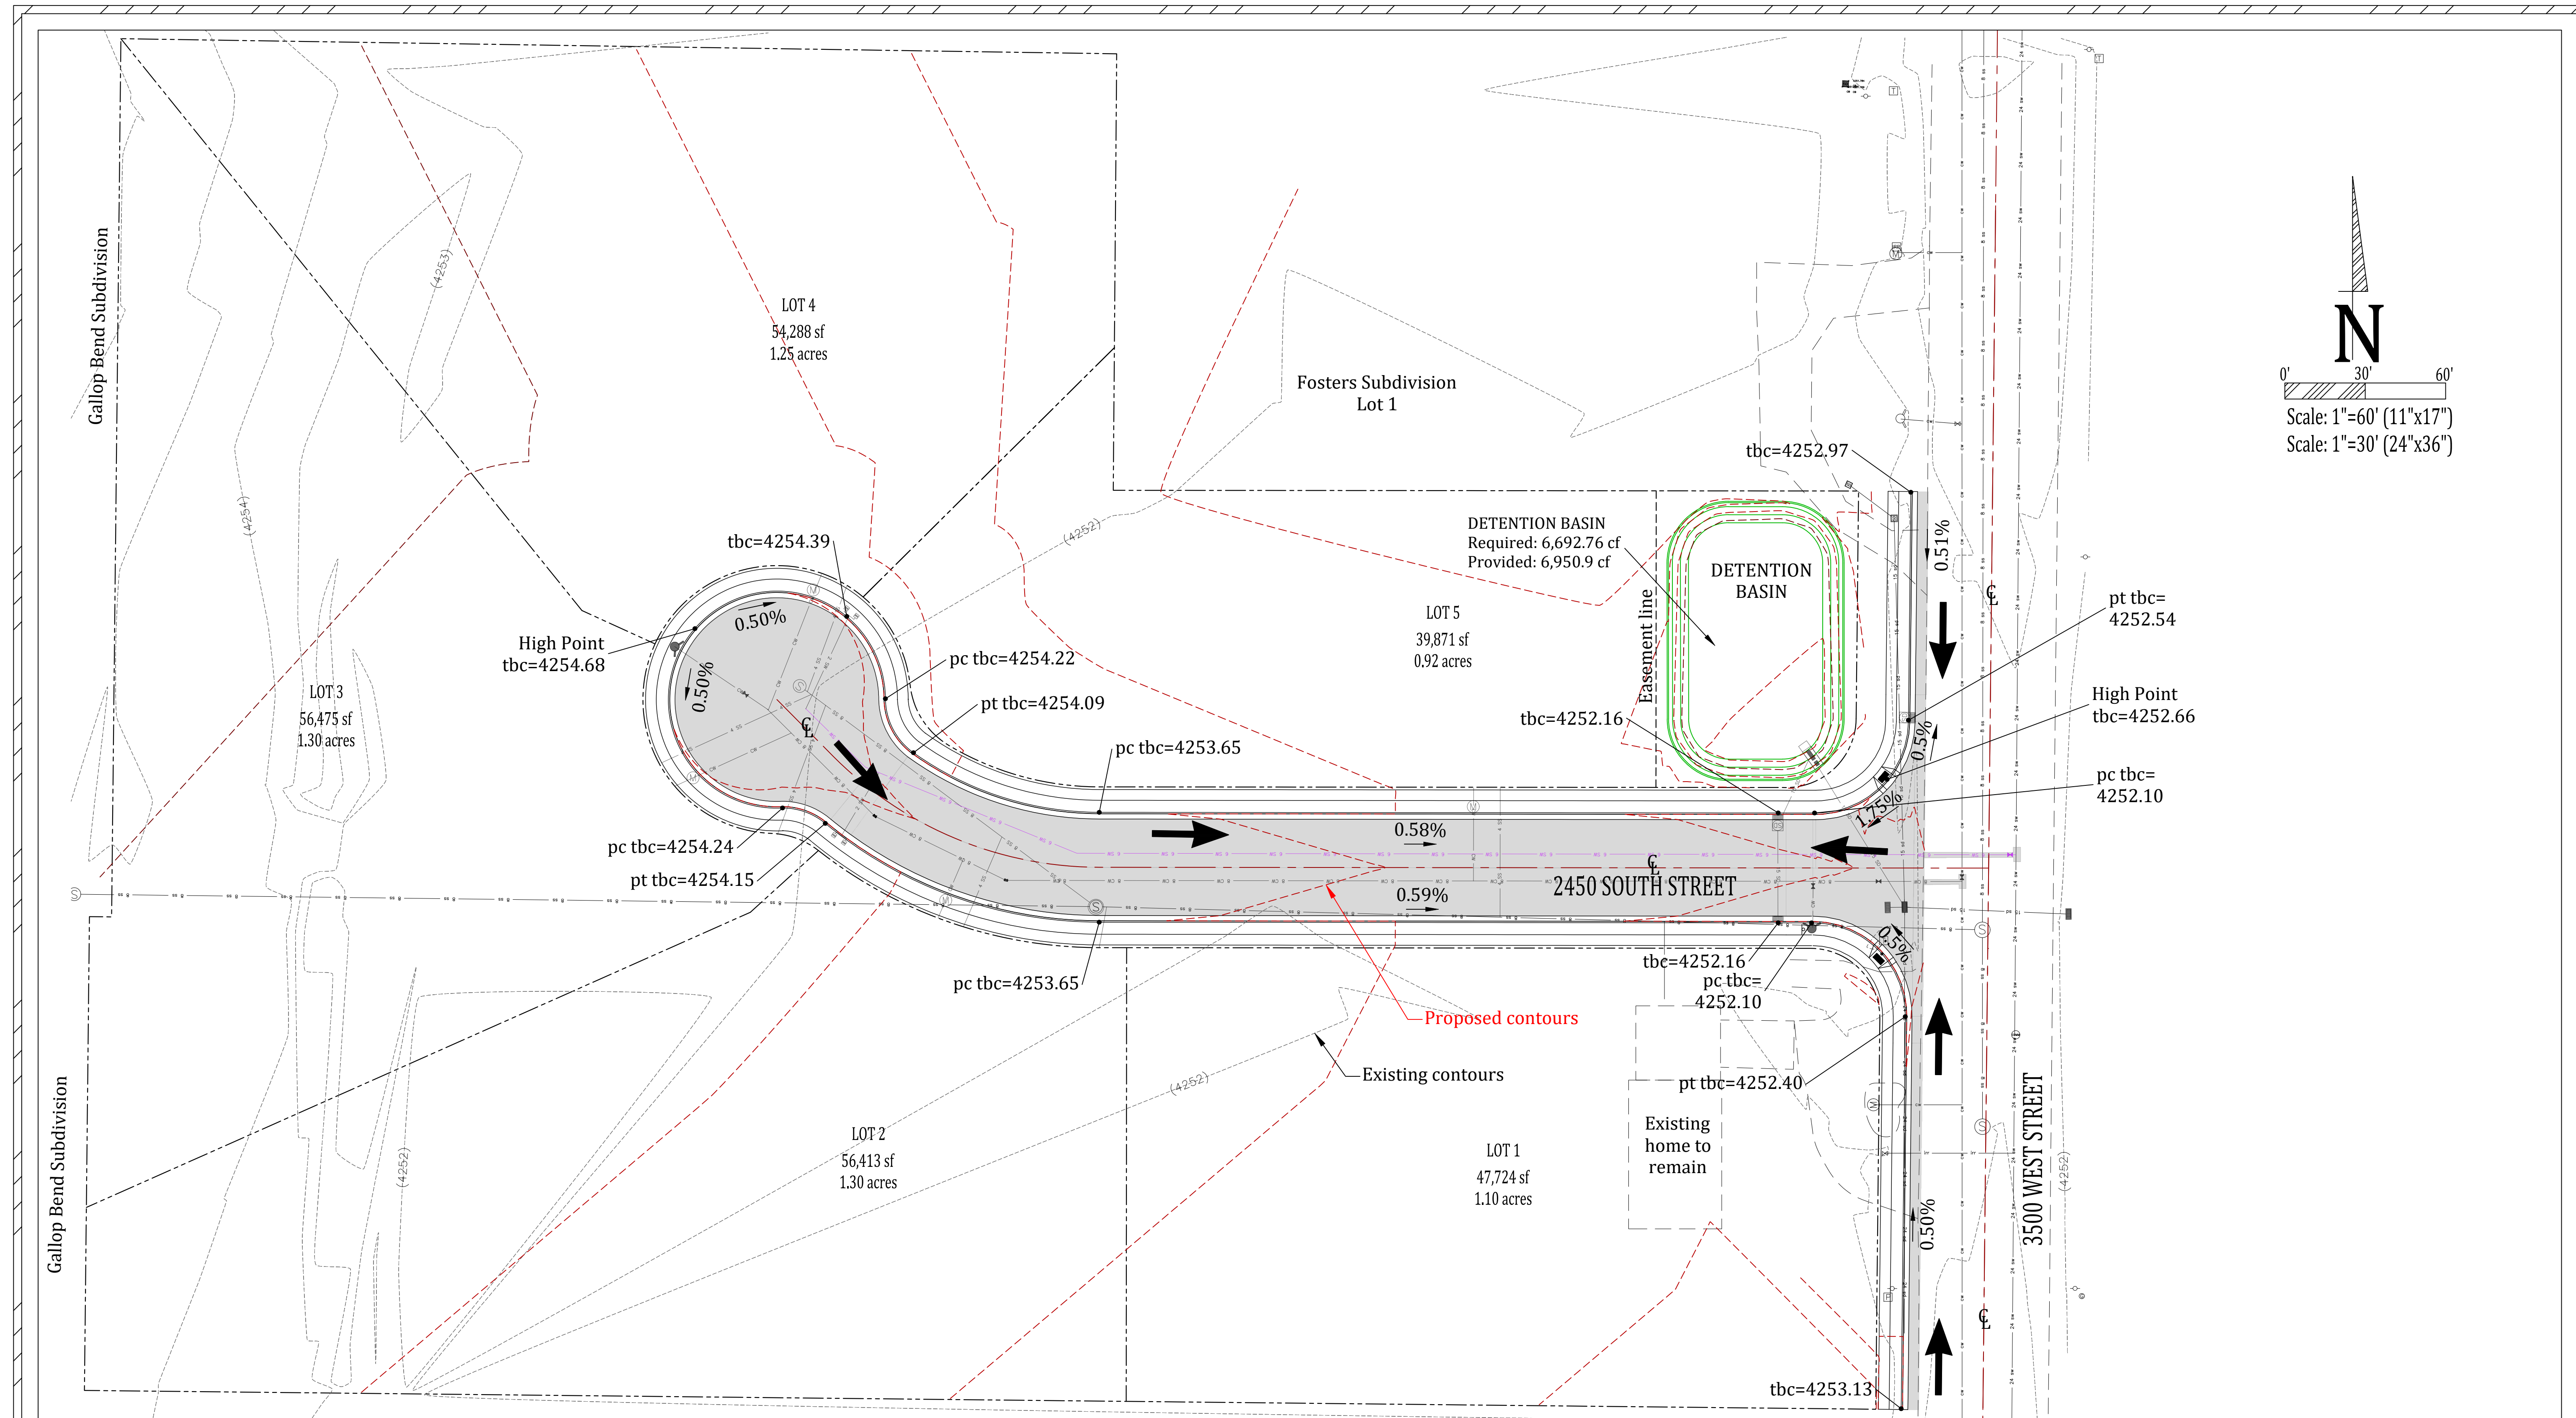 Gallop Bend Subdivision
(4253)
LOT 4
54,288 sf
1.25 acres
Fosters Subdivision
Lot 1
N
0' 30' 60'
Scale: 1"=60' (11"x17")
Scale: 1"=30' (24"x36")
tbc=4252.97
(4254)
(4252)
tbc=4254.39
DETENTION BASIN
Required: 6,692.76 cf
Provided: 6,950.9 cf
DETENTION
BASIN
0.51%
pt tbc=
4252.54
0.50%
High Point
tbc=4254.68
0.50%
pc tbc=4254.22
pt tbc=4254.09
LOT 5
39,871 sf
0.92 acres
Easement line
tbc=4252.16
High Point
tbc=4252.66
0.5%
LOT 3
56,475 sf
1.30 acres
pc tbc=4253.65
pc tbc=
4252.10
1.75%
0.58%
pc tbc=4254.24
pt tbc=4254.15
2450 SOUTH STREET
0.59%
0.5%
pc tbc=4253.65
tbc=4252.16
pc tbc=
4252.10
Proposed contours
Existing contours
(4252)
pt tbc=4252.40
Gallop Bend Subdivision
(4252)
LOT 2
56,413 sf
1.30 acres
LOT 1
47,724 sf
1.10 acres
Existing
home to
remain
0.50%
3500 WEST STREET
(4252)
tbc=4253.13